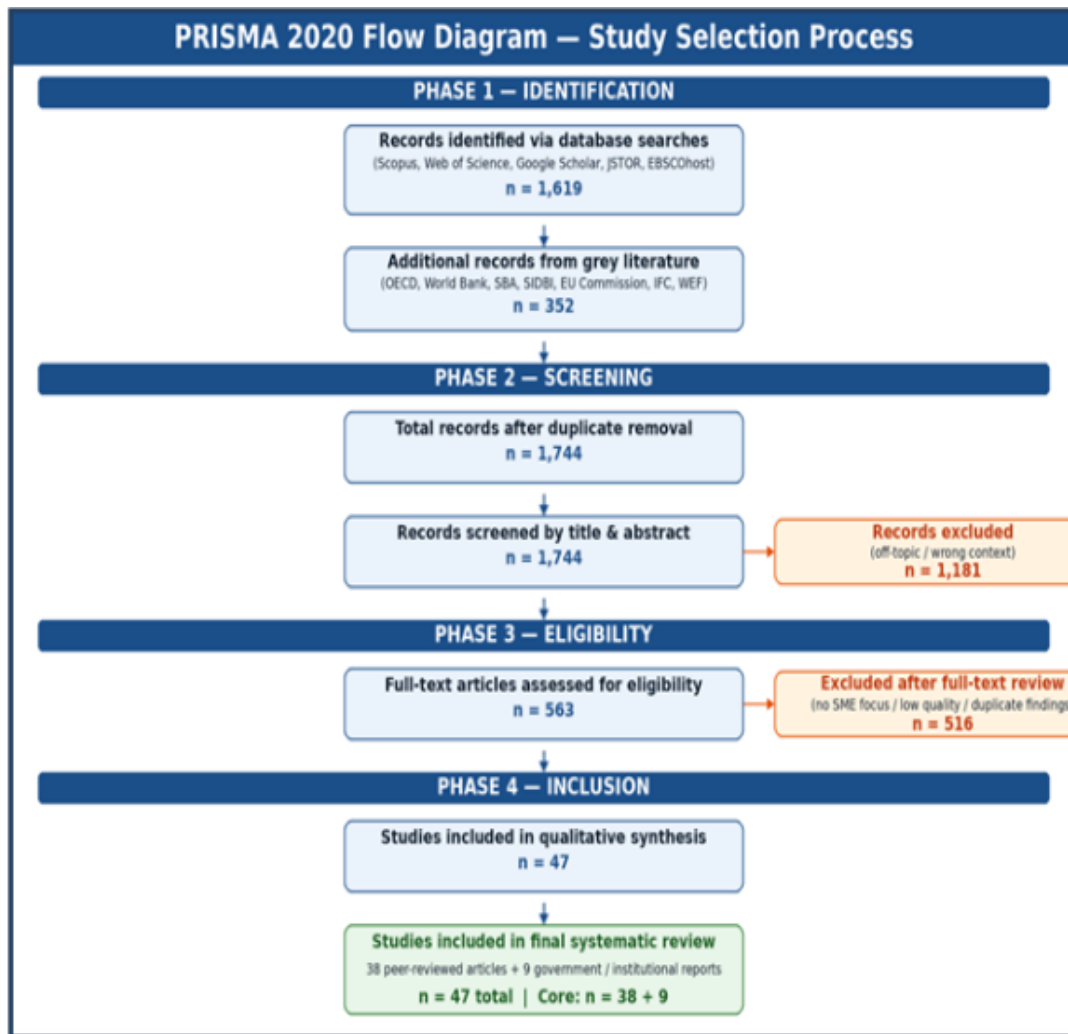 PRISMA 2020 Flow Diagram — Study Selection Process
PHASE 1 — IDENTIFICATION
Records identified via database searches
(Scopus, Web of Science, Google Scholar, JSTOR, EBSCOhost)
n = 1,619
Additional records from grey literature
(OECD, World Bank, SBA, SIDBI, EU Commission, IFC, WEF)
n = 352
PHASE 2 — SCREENING
Total records after duplicate removal
n = 1,744
Records screened by title & abstract
n = 1,744
Records excluded
(off-topic / wrong context)
n = 1,181
PHASE 3 — ELIGIBILITY
Full-text articles assessed for eligibility
n = 563
Excluded after full-text review
(no SME focus / low quality / duplicate findings
n = 516
PHASE 4 — INCLUSION
Studies included in qualitative synthesis
n = 47
Studies included in final systematic review
38 peer-reviewed articles + 9 government / institutional reports
n = 47 total | Core: n = 38 + 9